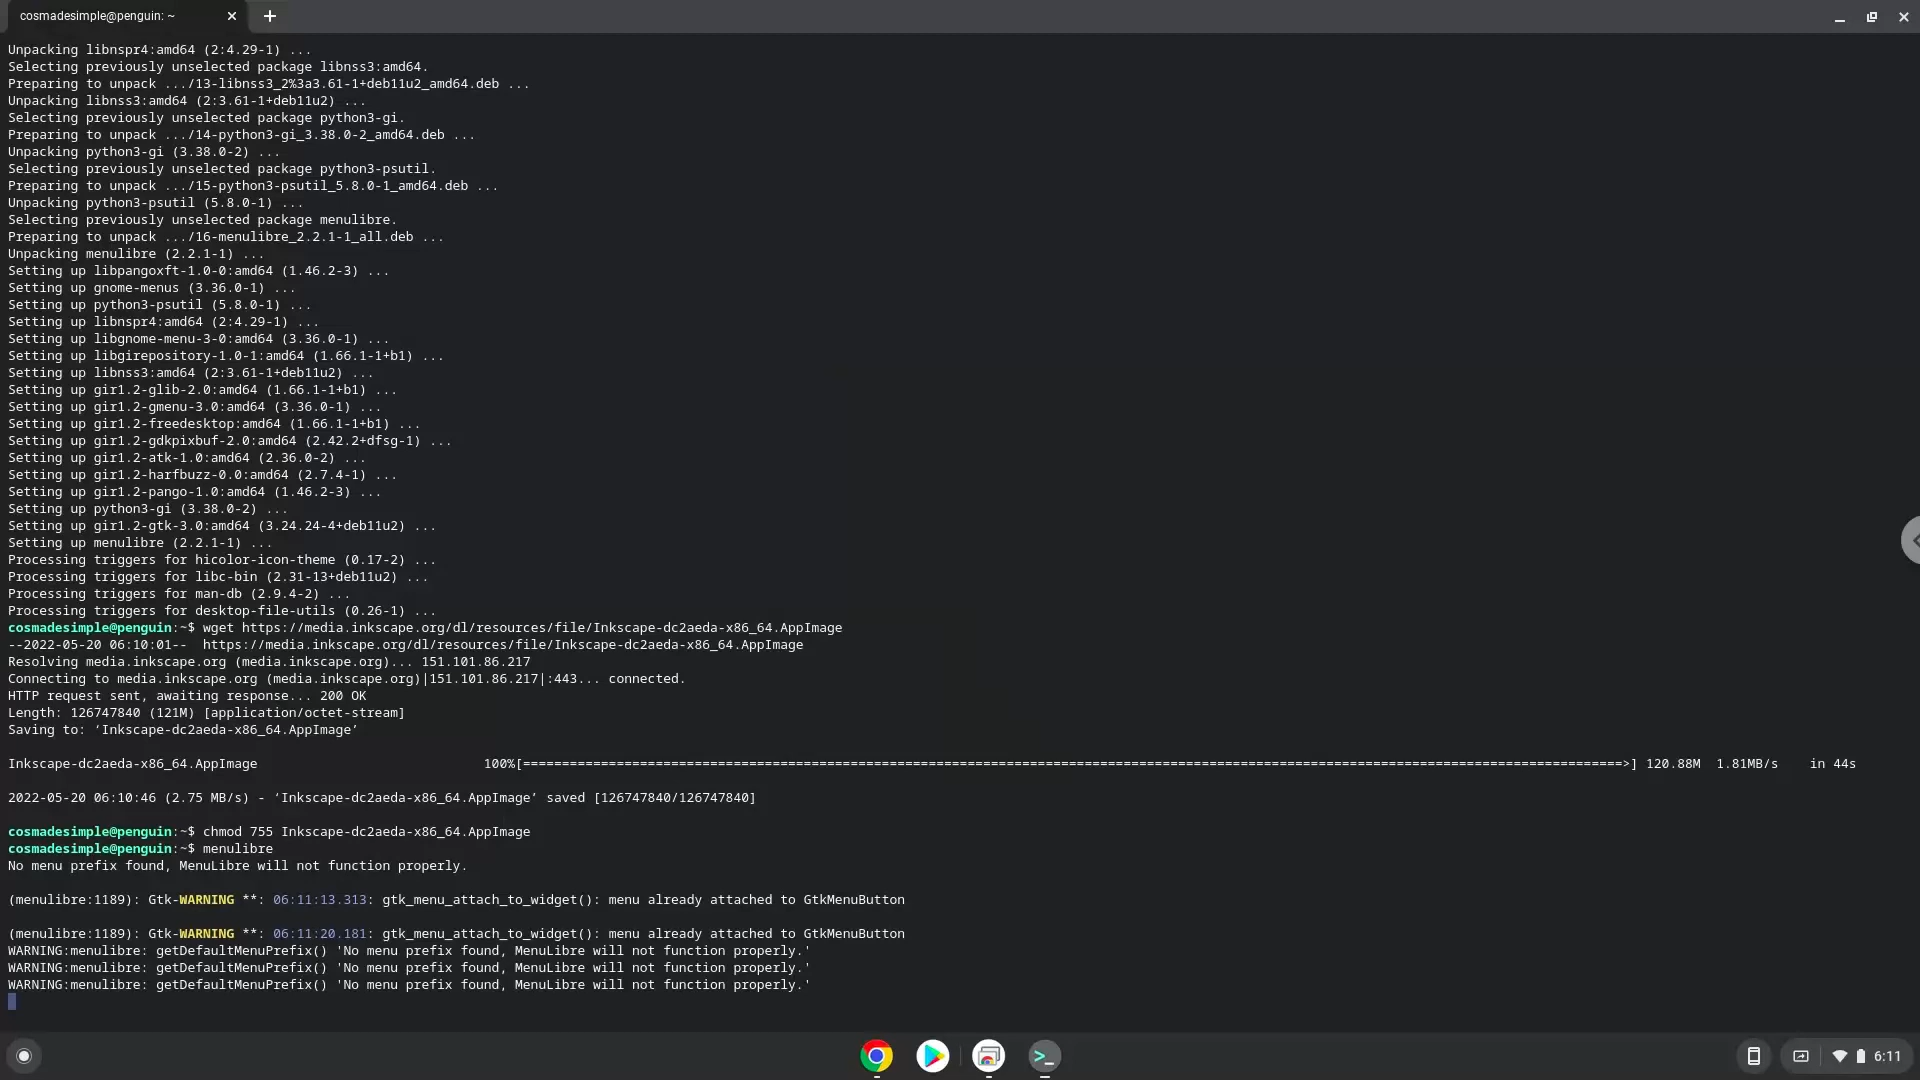 cosmadesimple@penguin: ~
Unpacking libnspr4:amd64 (2:4.29-1) ...
Selecting previously unselected package libnss3:amd64.
Preparing to unpack .../13-libnss3_2%3a3.61-1+deb11u2_amd64.deb ...
Unpacking libnss3:amd64 (2:3.61-1+deb11u2) ...
Selecting previously unselected package python3-gi.
Preparing to unpack .../14-python3-gi_3.38.0-2_amd64.deb ...
Unpacking python3-gi (3.38.0-2) ...
Selecting previously unselected package python3-psutil.
Preparing to unpack .../15-python3-psutil_5.8.0-1_amd64.deb ...
Unpacking python3-psutil (5.8.0-1) ...
Selecting previously unselected package menulibre.
Preparing to unpack .../16-menulibre_2.2.1-1_all.deb ...
Unpacking menulibre (2.2.1-1) ...
Setting up libpangoxft-1.0-0:amd64 (1.46.2-3) ...
Setting up gnome-menus (3.36.0-1) ...
Setting up python3-psutil (5.8.0-1) ...
Setting up libnspr4:amd64 (2:4.29-1) ...
Setting up libgnome-menu-3-0:amd64 (3.36.0-1) ...
Setting up libgirepository-1.0-1:amd64 (1.66.1-1+b1) ...
Setting up libnss3:amd64 (2:3.61-1+deb11u2) ...
Setting up gir1.2-glib-2.0:amd64 (1.66.1-1+b1) ...
Setting up gir1.2-gmenu-3.0:amd64 (3.36.0-1) ...
Setting up gir1.2-freedesktop:amd64 (1.66.1-1+b1) ...
Setting up gir1.2-gdkpixbuf-2.0:amd64 (2.42.2+dfsg-1) ...
Setting up gir1.2-atk-1.0:amd64 (2.36.0-2) ...
Setting up gir1.2-harfbuzz-0.0:amd64 (2.7.4-1) ...
Setting up gir1.2-pango-1.0:amd64 (1.46.2-3) ...
Setting up python3-gi (3.38.0-2) ...
Setting up gir1.2-gtk-3.0:amd64 (3.24.24-4+deb11u2) ...
Setting up menulibre (2.2.1-1) ...
Processing triggers for hicolor-icon-theme (0.17-2) ...
Processing triggers for libc-bin (2.31-13+deb11u2) ...
Processing triggers for man-db (2.9.4-2) ...
Processing triggers for desktop-file-utils (0.26-1) ...
cosmadesimple@penguin:~$ wget https://media.inkscape.org/dl/resources/file/Inkscape-dc2aeda-x86_64.AppImage
--2022-05-20 06:10:01--  https://media.inkscape.org/dl/resources/file/Inkscape-dc2aeda-x86_64.AppImage
Resolving media.inkscape.org (media.inkscape.org)... 151.101.86.217
Connecting to media.inkscape.org (media.inkscape.org)|151.101.86.217|:443... connected.
HTTP request sent, awaiting response... 200 OK
Length: 126747840 (121M) [application/octet-stream]
Saving to: ‘Inkscape-dc2aeda-x86_64.AppImage’
Inkscape-dc2aeda-x86_64.AppImage 100%[=============================================================================================================================================>] 120.88M 1.81MB/s in 44s
2022-05-20 06:10:46 (2.75 MB/s) - ‘Inkscape-dc2aeda-x86_64.AppImage’ saved [126747840/126747840]
cosmadesimple@penguin:~$ chmod 755 Inkscape-dc2aeda-x86_64.AppImage
cosmadesimple@penguin:~$ menulibre
No menu prefix found, MenuLibre will not function properly.
(menulibre:1189): Gtk-WARNING **: 06:11:13.313: gtk_menu_attach_to_widget(): menu already attached to GtkMenuButton
(menulibre:1189): Gtk-WARNING **: 06:11:20.181: gtk_menu_attach_to_widget(): menu already attached to GtkMenuButton
WARNING:menulibre: getDefaultMenuPrefix() 'No menu prefix found, MenuLibre will not function properly.'
WARNING:menulibre: getDefaultMenuPrefix() 'No menu prefix found, MenuLibre will not function properly.'
WARNING:menulibre: getDefaultMenuPrefix() 'No menu prefix found, MenuLibre will not function properly.'
6:11